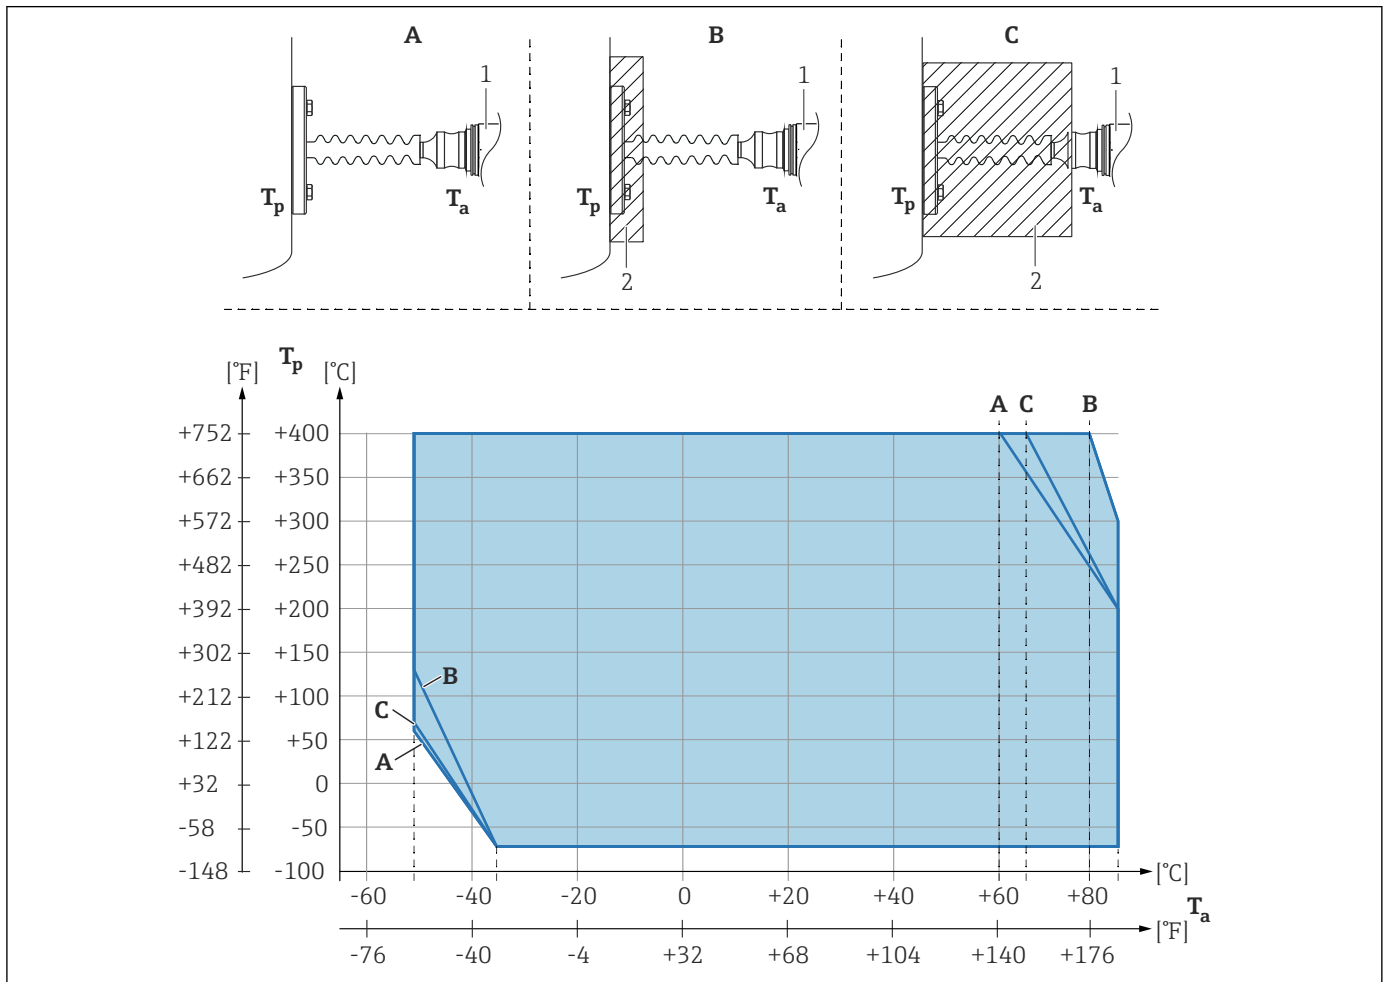 A B C
1 1 1
Tp Ta Tp Ta Tp Ta
2 2
Tp
[°F] [°C]
A C B
+752 +400
+662 +350
+572 +300
+482 +250
+392 +200
+302 +150
B
+212 +100
C
+122 +50
A
+32 0
-58 -50
-148 -100
[°C]
-60 -40 -20 0 +20 +40 +60 +80
Ta
[°F]
-76 -40 -4 +32 +68 +104 +140 +176